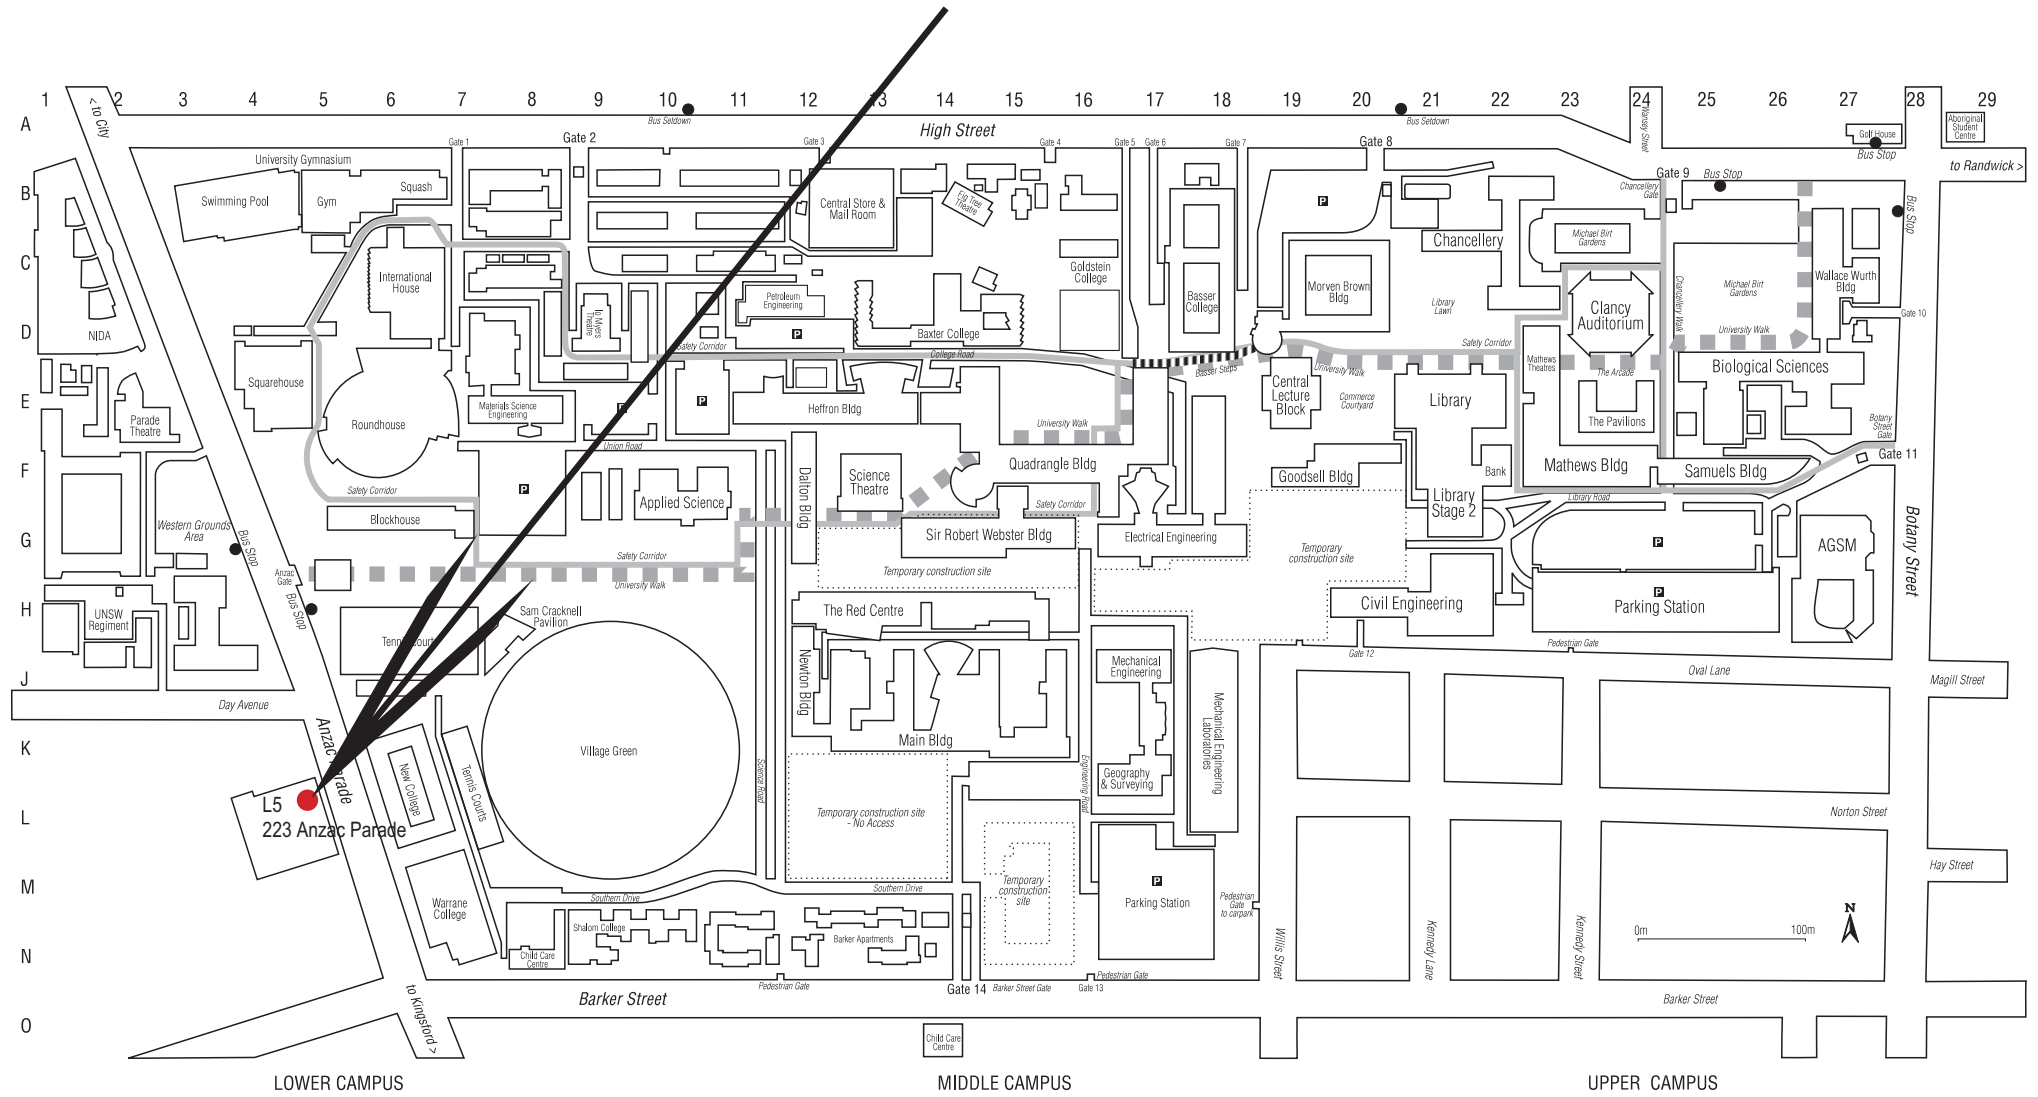 1 2 3 4 5 6 7 8 9 10 11 12 13 14 15 16 17 18 19 20 21 22 23 24 25 26 27 28 29
A
B
C
D
E
F
G
H
J
K
L
M
N
O
< to City
Bus Setdown
High Street
Bus Setdown
Wansey Street
Golf House
Bus Stop
Aboriginal
Student
Centre
to Randwick >
Gate 1
Gate 2
Gate 3
Gate 4
Gate 5
Gate 6
Gate 7
Gate 8
Gate 9
Chancellery
Gate
Bus Stop
Bus Stop
University Gymnasium
Swimming Pool
Gym
Squash
Central Store &
Mail Room
Fig Tree
Theatre
P
Chancellery
Michael Birt
Gardens
International
House
Io Myers
Theatre
Petroleum
Engineering
P
Baxter College
Goldstein
College
Basser
College
Morven Brown
Bldg
Library
Lawn
Clancy
Auditorium
Chancellery Walk
Michael Birt
Gardens
Wallace Wurth
Bldg
Gate 10
NIDA
Safety Corridor
College Road
Safety Corridor
University Walk
Squarehouse
Basser Steps
University Walk
Mathews
Theatres
The Arcade
Biological Sciences
Parade
Theatre
Roundhouse
Materials Science
Engineering
P
P
Heffron Bldg
Central
Lecture
Block
Commerce
Courtyard
Library
The Pavilions
Botany
Street
Gate
Union Road
University Walk
Gate 11
Safety Corridor
P
Applied Science
Dalton Bldg
Science
Theatre
Quadrangle Bldg
Goodsell Bldg
Bank
Mathews Bldg
Samuels Bldg
Library Road
Blockhouse
Safety Corridor
Library
Stage 2
Western Grounds
Area
Bus Stop
Sir Robert Webster Bldg
Electrical Engineering
Temporary
construction
site
P
AGSM
Botany Street
Anzac
Gate
Safety Corridor
University Walk
Temporary construction site
Bus Stop
UNSW
Regiment
Tennis Courts
Sam Cracknell
Pavilion
The Red Centre
Civil Engineering
P
Parking Station
Gate 12
Pedestrian Gate
Oval Lane
Magill Street
Day Avenue
Anzac Parade
Newton Bldg
Mechanical
Engineering
Mechanical Engineering
Laboratories
Village Green
Main Bldg
New College
Tennis Courts
Science Road
Engineering Road
Geography
& Surveying
L5
223 Anzac Parade
Temporary construction site
- No Access
Norton Street
Hay Street
Warrane
College
Southern Drive
Southern Drive
Temporary
construction
site
P
Parking Station
Pedestrian
Gate
to carpark
Shalom College
Barker Apartments
Child Care
Centre
Willis Street
Kennedy Lane
Kennedy Street
0m
100m
N
to Kingsford >
Barker Street
Pedestrian Gate
Gate 14
Barker Street Gate
Pedestrian Gate
Gate 13
Barker Street
Child Care
Centre
LOWER CAMPUS
MIDDLE CAMPUS
UPPER CAMPUS